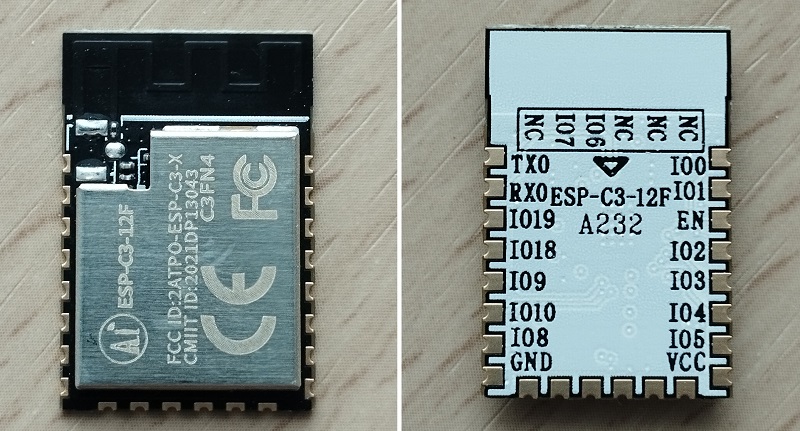 Ai
ESP-C3-12F
FCC ID:2ATPO-ESP-C3-X
CMIIT ID:2021DP13043
C3FN4
CE
FC
NC IO7 IO6 NC NC NC
TX0 IO0
RX0 ESP-C3-12F IO1
IO19 A232 EN
IO18 IO2
IO9 IO3
IO10 IO4
IO8 IO5
GND VCC